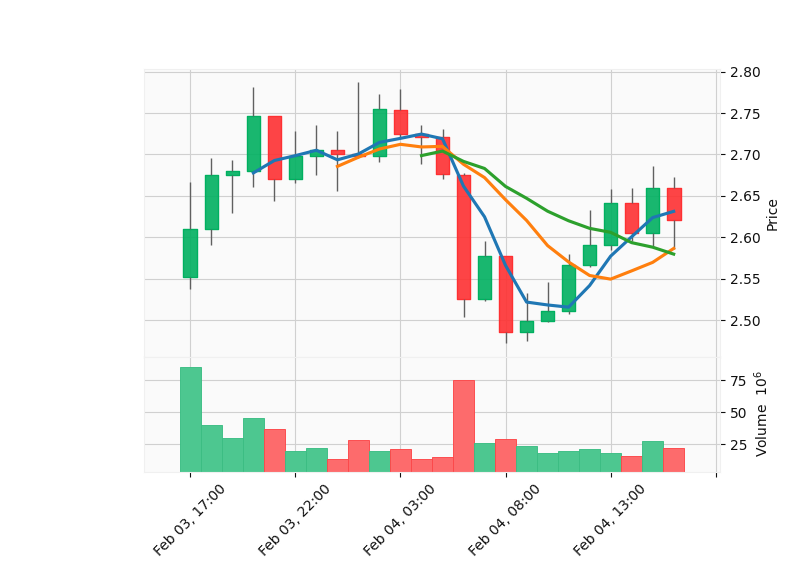 2.80
2.75
2.70
2.65
2.60
2.55
2.50
Price
75
50
25
Volume 10⁶
Feb 03, 17:00
Feb 03, 22:00
Feb 04, 03:00
Feb 04, 08:00
Feb 04, 13:00